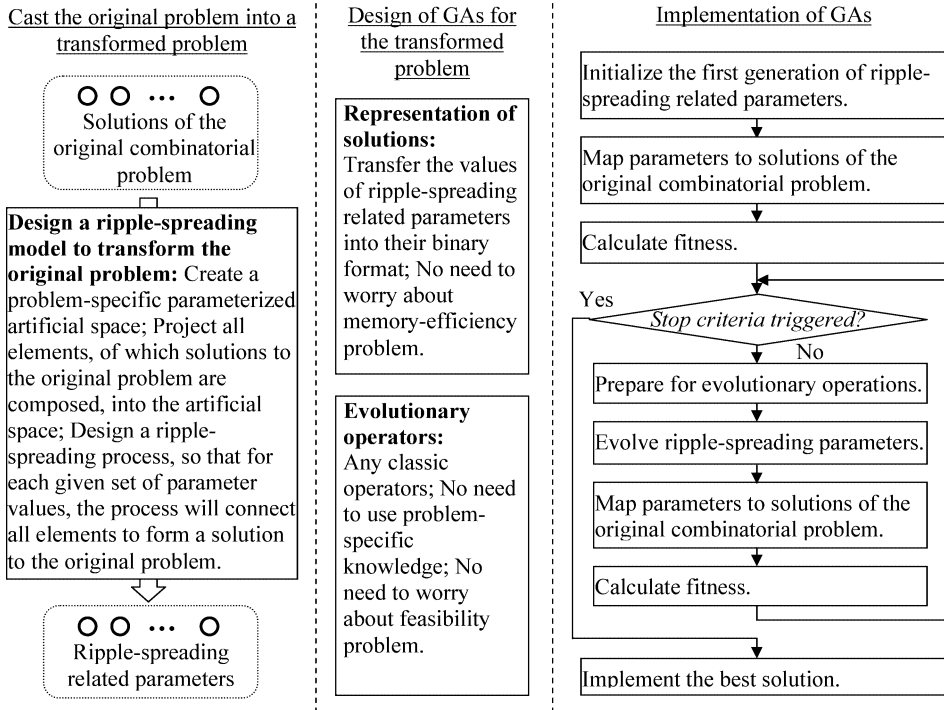 Cast the original problem into a
transformed problem
Solutions of the
original combinatorial
problem
Design a ripple-spreading
model to transform the
original problem: Create a
problem-specific parameterized
artificial space; Project all
elements, of which solutions to
the original problem are
composed, into the artificial
space; Design a ripple-
spreading process, so that for
each given set of parameter
values, the process will connect
all elements to form a solution
to the original problem.
Ripple-spreading
related parameters
Design of GAs for
the transformed
problem
Representation of
solutions:
Transfer the values
of ripple-spreading
related parameters
into their binary
format; No need to
worry about
memory-efficiency
problem.
Evolutionary
operators:
Any classic
operators; No need
to use problem-
specific
knowledge; No
need to worry
about feasibility
problem.
Implementation of GAs
Initialize the first generation of ripple-
spreading related parameters.
Map parameters to solutions of the
original combinatorial problem.
Calculate fitness.
Yes
Stop criteria triggered?
No
Prepare for evolutionary operations.
Evolve ripple-spreading parameters.
Map parameters to solutions of the
original combinatorial problem.
Calculate fitness.
Implement the best solution.